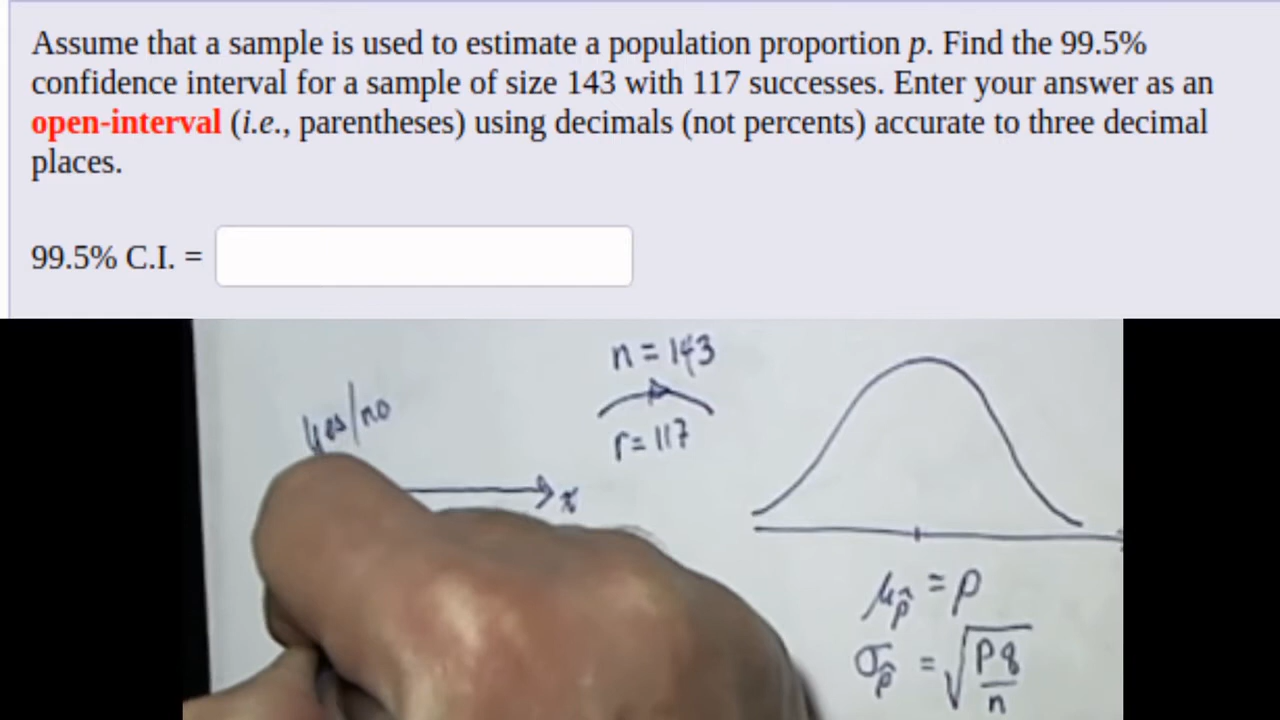 Assume that a sample is used to estimate a population proportion p. Find the 99.5%
confidence interval for a sample of size 143 with 117 successes. Enter your answer as an
open-interval (i.e., parentheses) using decimals (not percents) accurate to three decimal
places.
99.5% C.I. =
n = 143
yes/no
r = 117
x
μp̂ = p
σp̂ = √(pq/n)